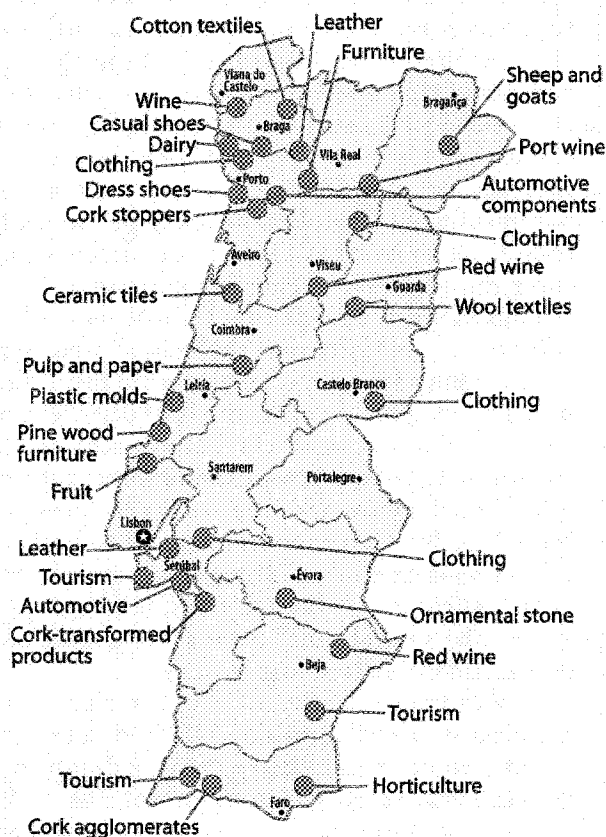 Cotton textiles
Leather
Furniture
Viana do
Castelo
Bragança
Sheep and
goats
Wine
Braga
Casual shoes
Vila Real
Dairy
Port wine
Clothing
Porto
Dress shoes
Automotive
components
Cork stoppers
Clothing
Aveiro
Viseu
Red wine
Guarda
Ceramic tiles
Wool textiles
Coimbra
Pulp and paper
Leiria
Castelo Branco
Plastic molds
Clothing
Pine wood
furniture
Santarem
Portalegre
Fruit
Lisbon
Leather
Clothing
Setúbal
Tourism
Évora
Automotive
Ornamental stone
Cork-transformed
products
Red wine
Beja
Tourism
Tourism
Horticulture
Faro
Cork agglomerates